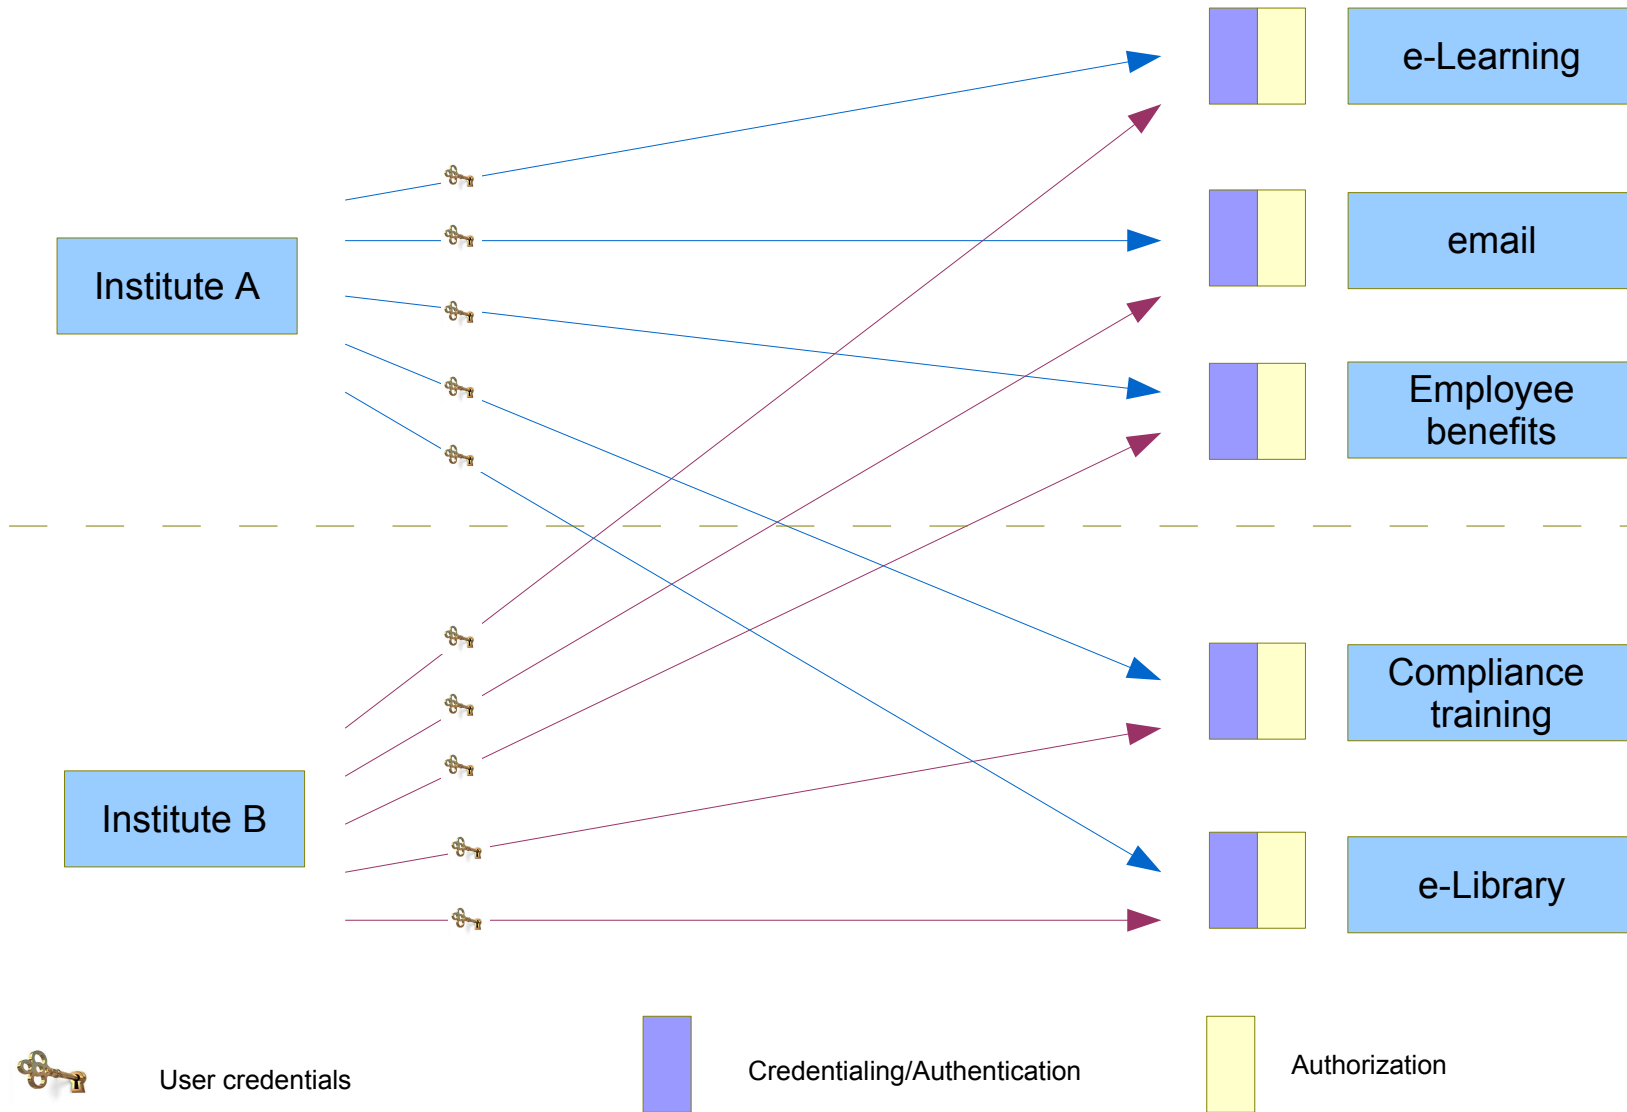 e-Learning
email
Institute A
Employee
benefits
Compliance
training
Institute B
e-Library
User credentials
Credentialing/Authentication
Authorization